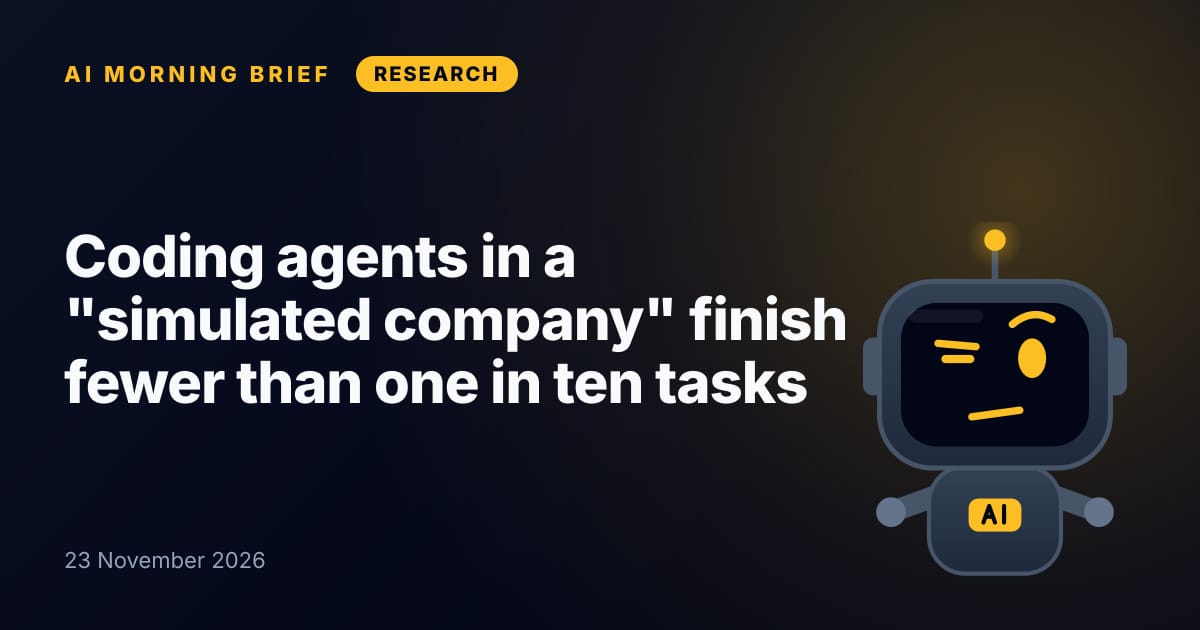 AI MORNING BRIEF
RESEARCH
Coding agents in a
"simulated company" finish
fewer than one in ten tasks
AI
23 November 2026